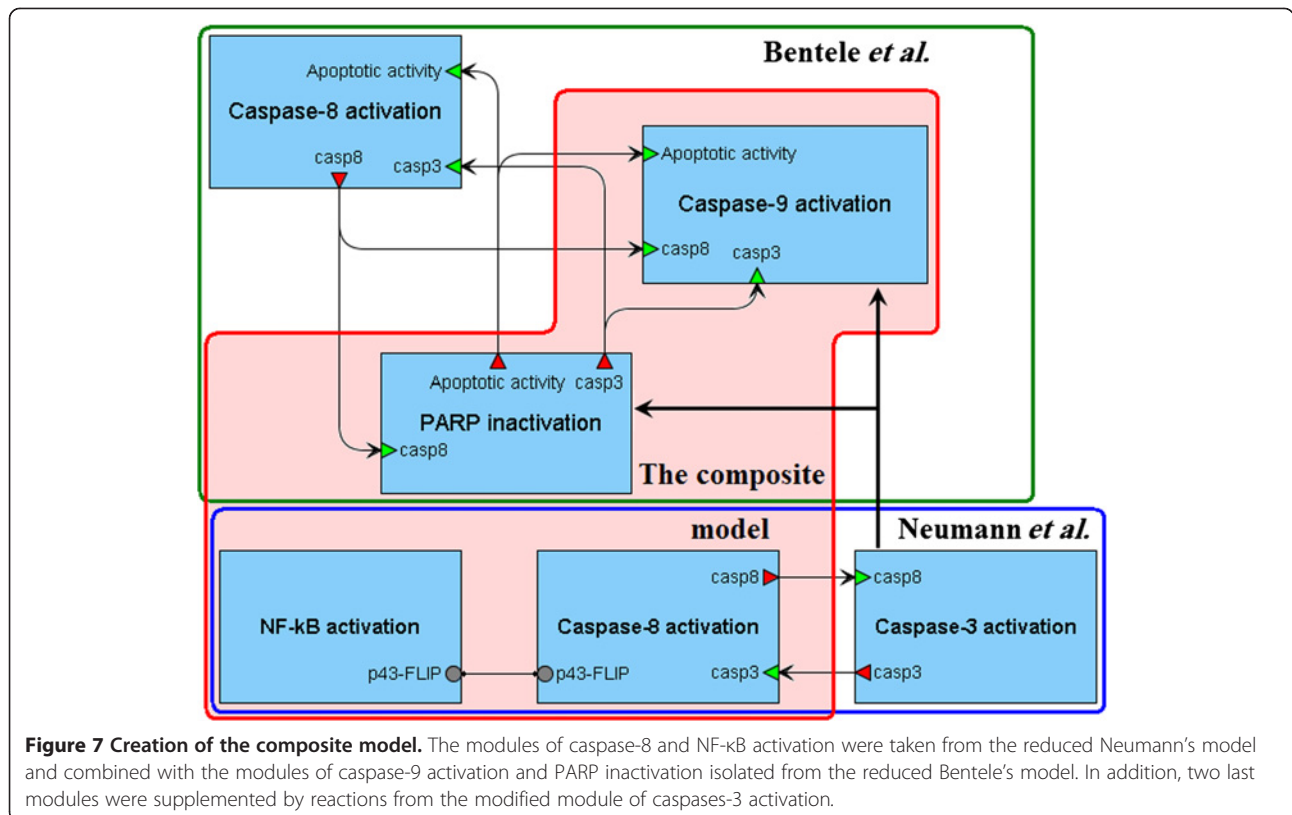 Bentele et al.
Apoptotic activity
Caspase-8 activation
casp8
casp3
Apoptotic activity
Caspase-9 activation
casp8
casp3
Apoptotic activity
casp3
PARP inactivation
casp8
The composite
model
Neumann et al.
NF-kB activation
p43-FLIP
casp8
Caspase-8 activation
p43-FLIP
casp3
casp8
Caspase-3 activation
casp3
Figure 7 Creation of the composite model. The modules of caspase-8 and NF-κB activation were taken from the reduced Neumann's model
and combined with the modules of caspase-9 activation and PARP inactivation isolated from the reduced Bentele's model. In addition, two last
modules were supplemented by reactions from the modified module of caspases-3 activation.